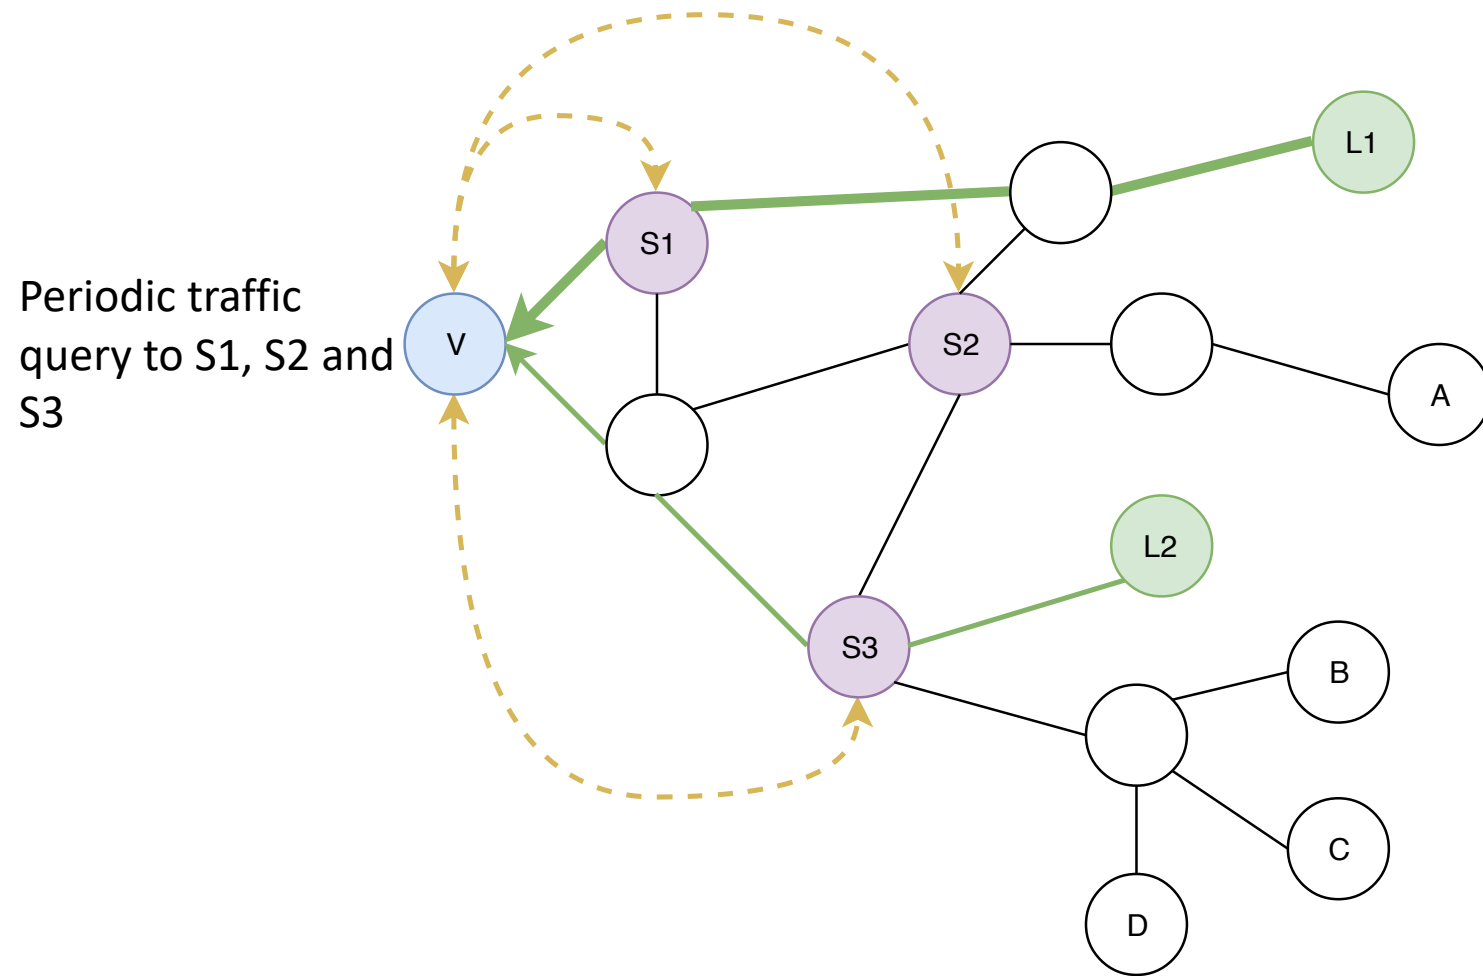 L1
S1
Periodic traffic
query to S1, S2 and
S3
V
S2
A
L2
S3
B
C
D